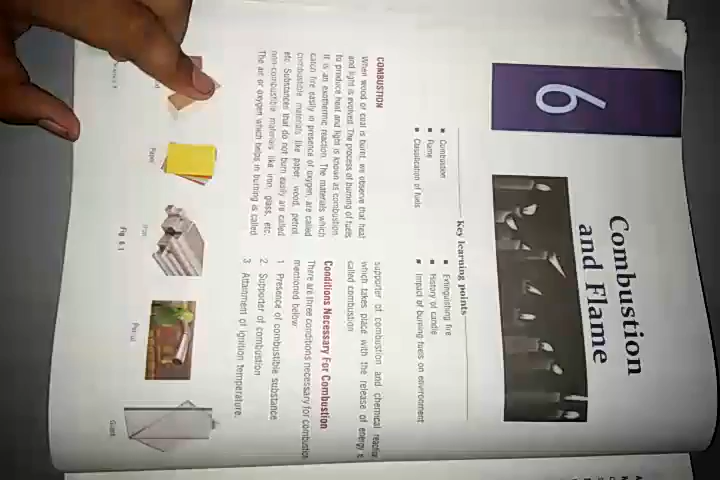 6
Combustion
and Flame
Key learning points
Combustion
Flame
Classification of fuels
Extinguishing fire
History of candle
Impact of burning fuels on environment
COMBUSTION
When wood or coal is burnt, we observe that heat
and light is evolved. The process of burning of fuels
to produce heat and light is known as combustion.
It is an exothermic reaction. The materials which
catch fire easily in presence of oxygen, are called
combustible materials like paper, wood, petrol
etc. Substances that do not burn easily are called
non-combustible materials like iron, glass, etc.
The air or oxygen which helps in burning is called
supporter of combustion and chemical
which takes place with the release of energy
called combustion
Conditions Necessary For Combustion
There are three conditions necessary for
mentioned below
1 Presence of combustible substance
2. Supporter of combustion
3 Attainment of ignition temperature.
Paper
Iron
Petrol
Glass
Fig 6.1